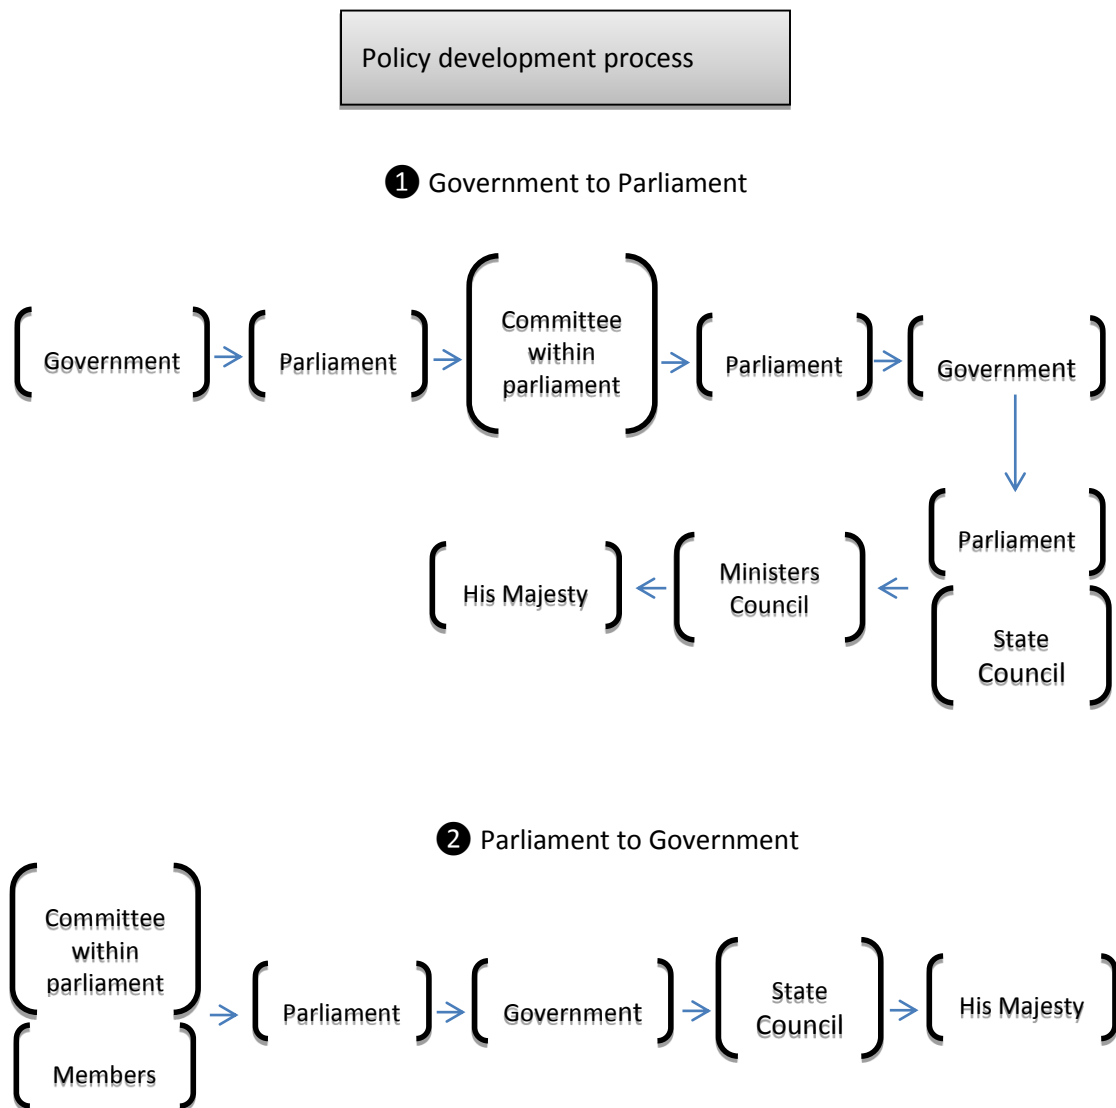 Policy development process
❶ Government to Parliament
Government
Parliament
Committee
within
parliament
Parliament
Government
Parliament
State
Council
Ministers
Council
His Majesty
❷ Parliament to Government
Committee
within
parliament
Members
Parliament
Government
State
Council
His Majesty